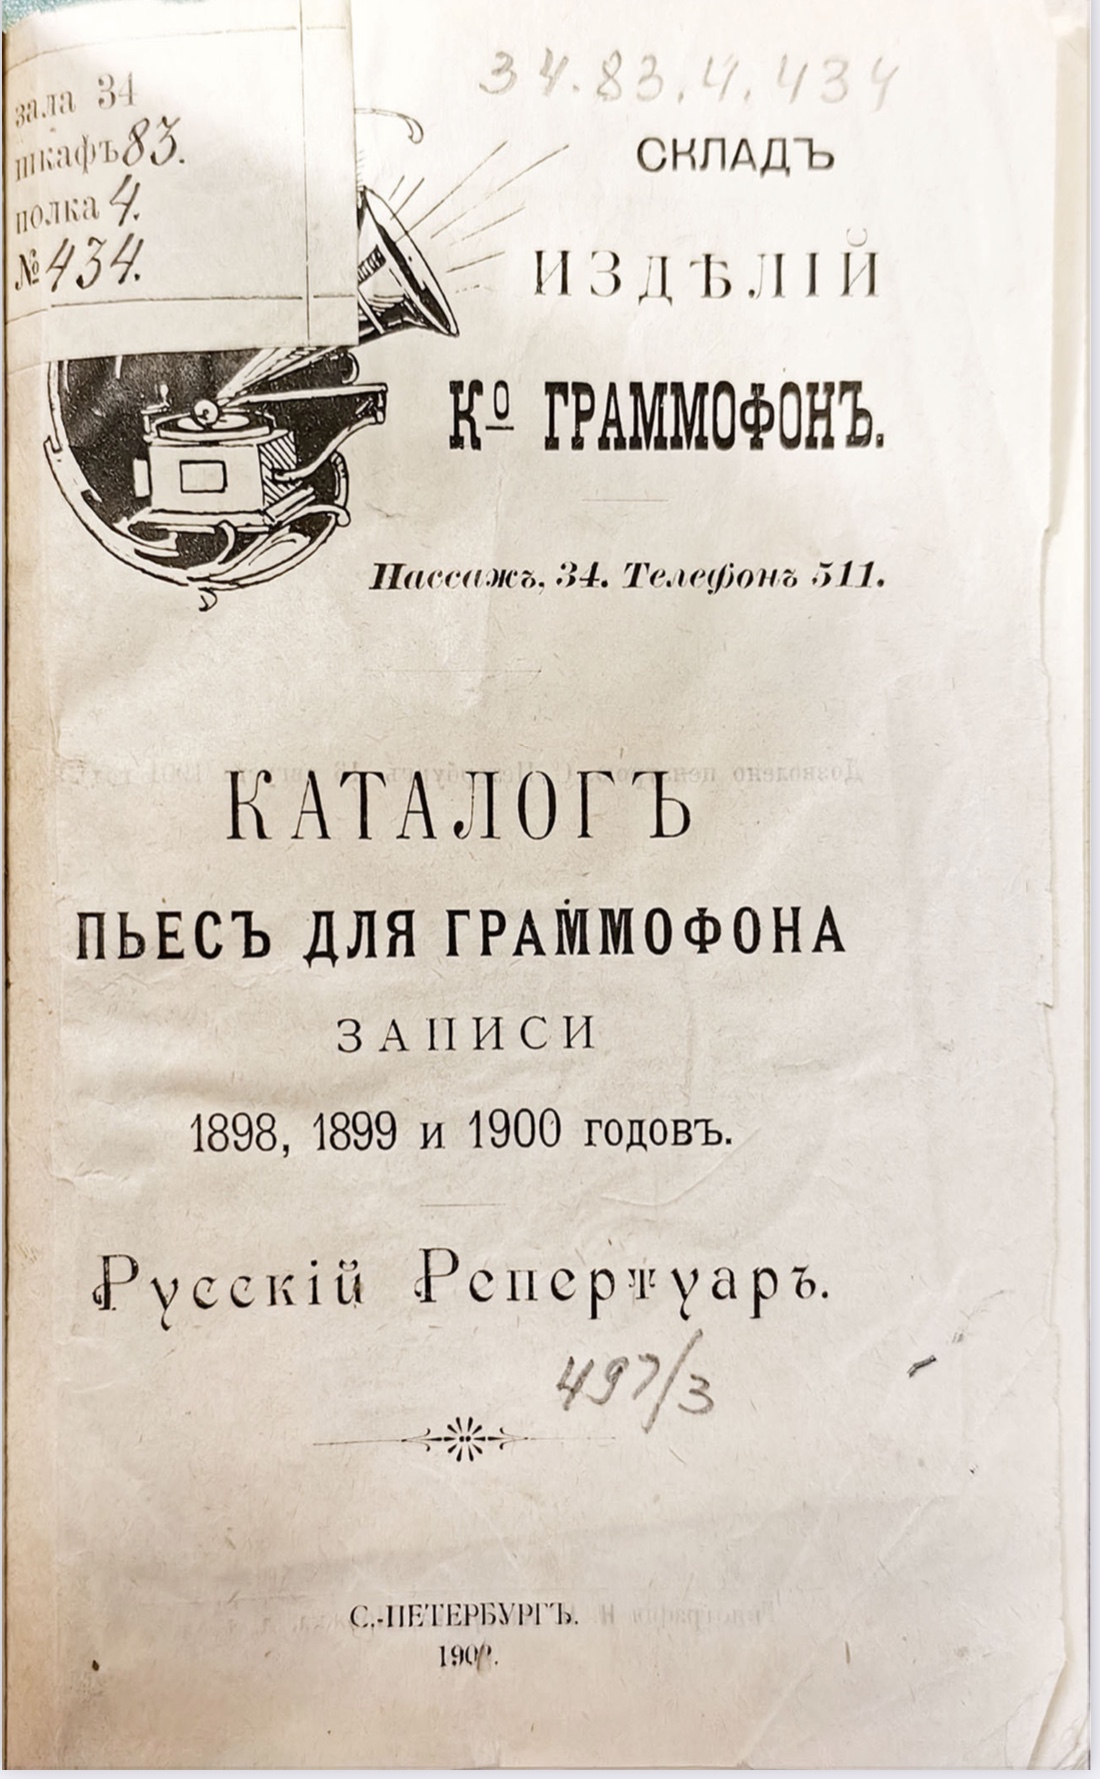 зала 34
шкафъ 83.
полка 4.
№ 434.
34.83.4.434
СКЛАДЪ
ИЗДѢЛІЙ
Кº ГРАММОФОНЪ.
Пассажъ, 34. Телефонъ 511.
КАТАЛОГЪ
ПЬЕСЪ ДЛЯ ГРАММОФОНА
ЗАПИСИ
1898, 1899 и 1900 годовъ.
Русскій Репертуаръ.
497/3
С.-ПЕТЕРБУРГЪ.